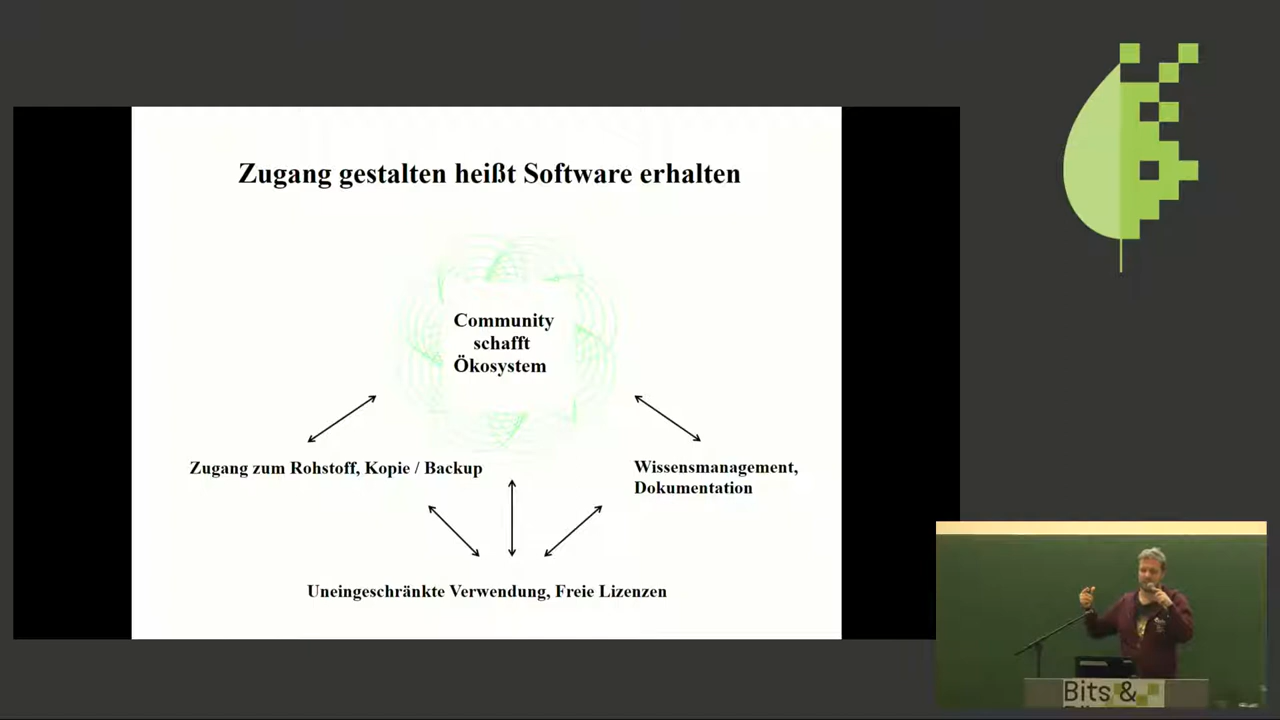 Zugang gestalten heißt Software erhalten
Community
schafft
Ökosystem
Zugang zum Rohstoff, Kopie / Backup
Wissensmanagement,
Dokumentation
Uneingeschränkte Verwendung, Freie Lizenzen
Bits &